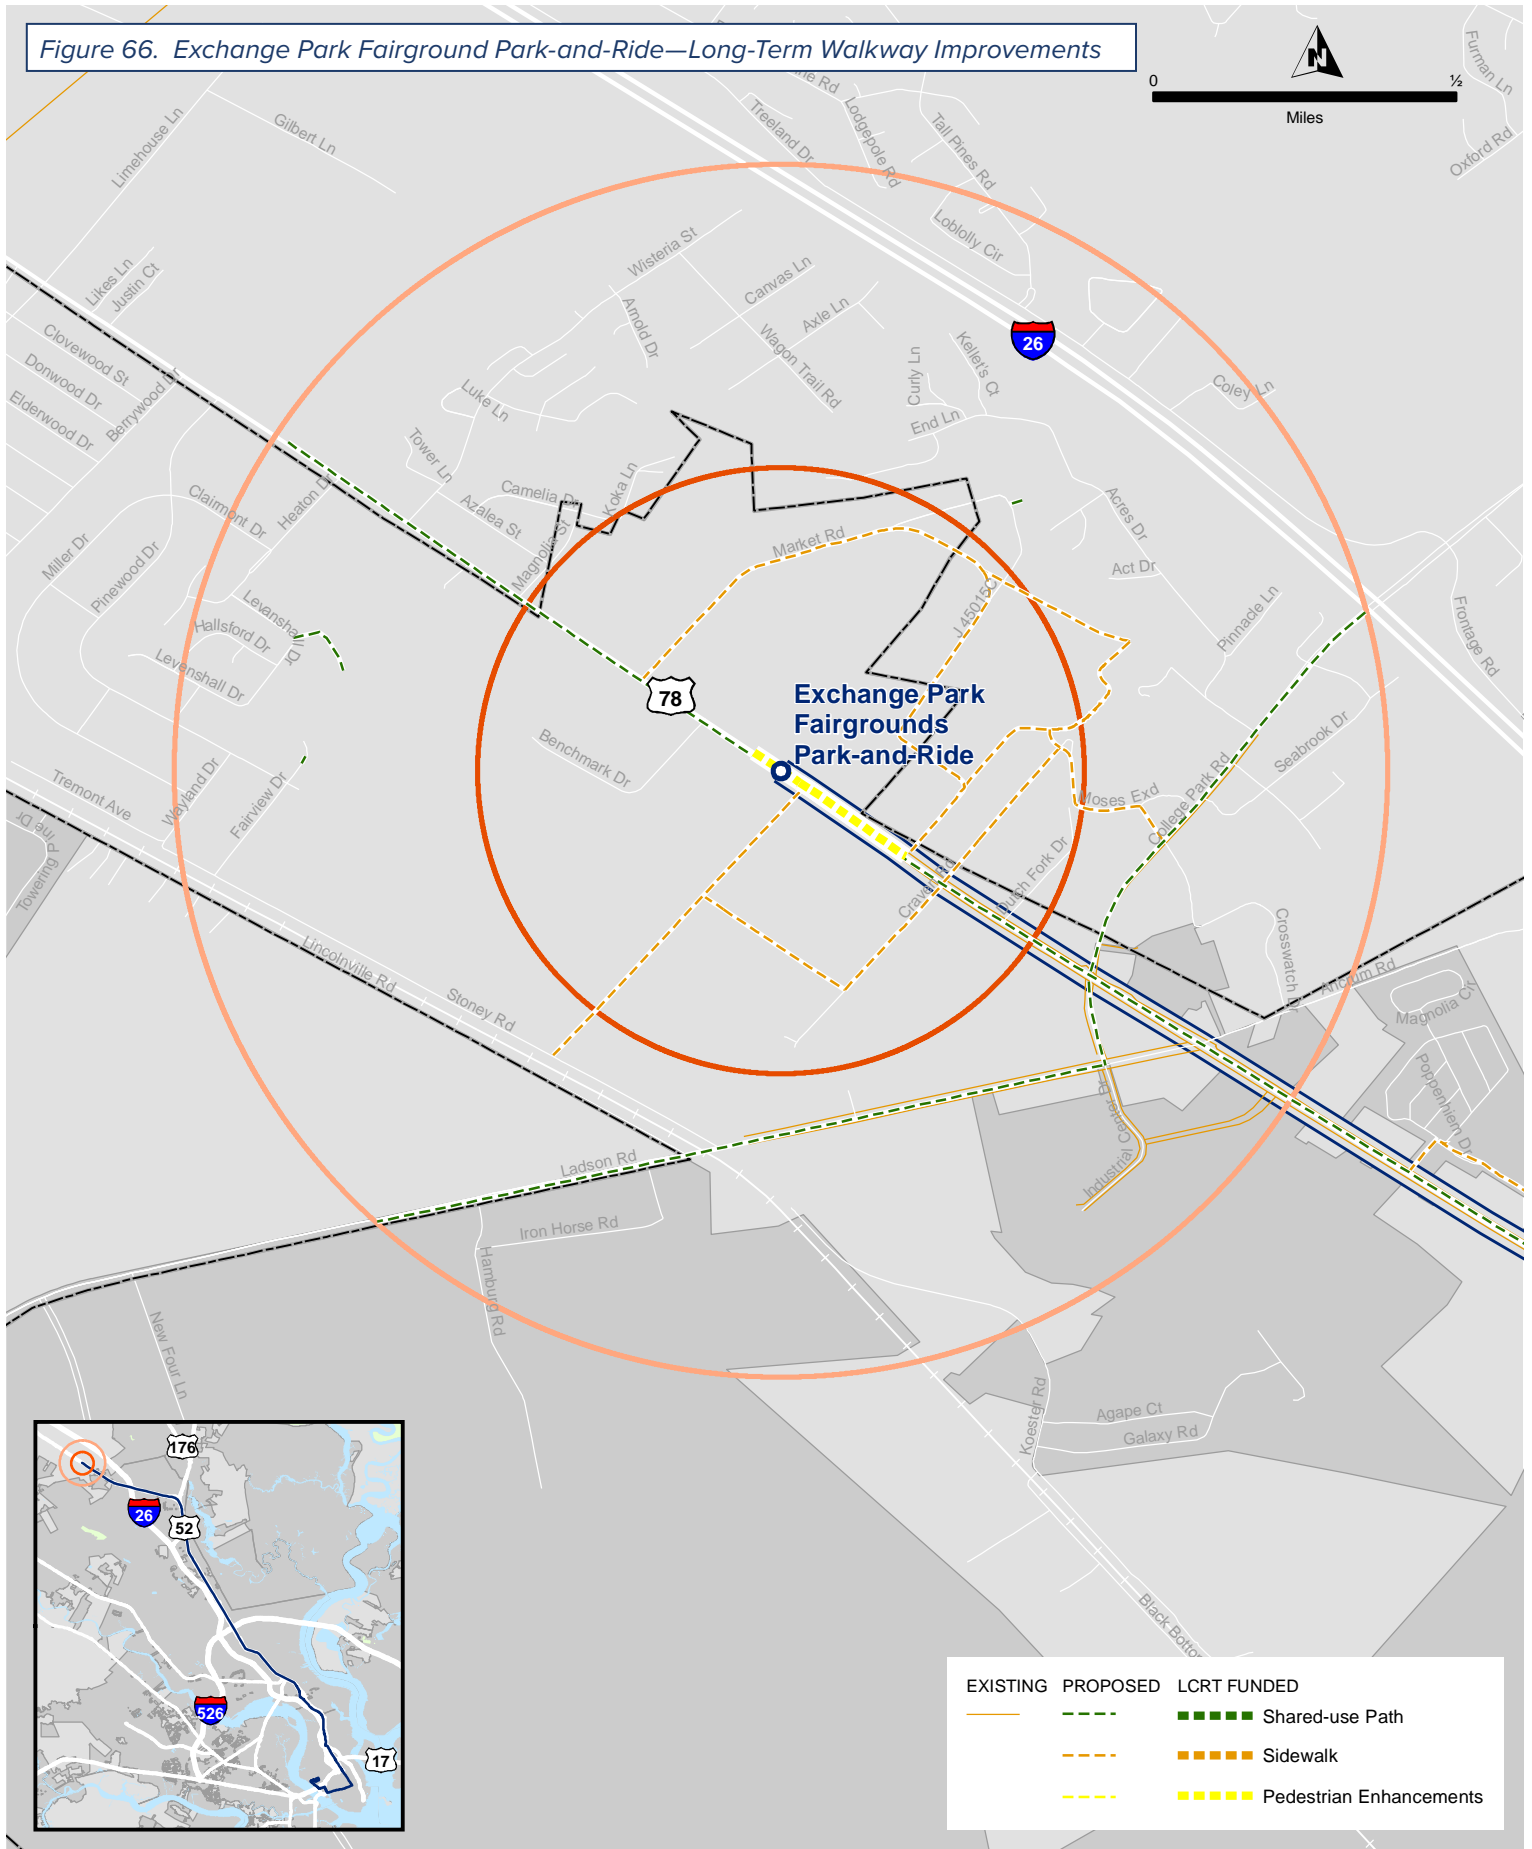 Figure 66. Exchange Park Fairground Park-and-Ride—Long-Term Walkway Improvements
0
½
Miles
Furman Ln
Oxford Rd
Treeland Dr
Lodgepole Rd
Tall Pines Rd
Limehouse Ln
Gilbert Ln
Loblolly Cir
Wisteria St
Canvas Ln
Axle Ln
Arnold Dr
Wagon Trail Rd
Likes Ln
Justin Ct
Clovewood St
Donwood Dr
Elderwood Dr
Berrywood Dr
26
Kellet's Ct
Curly Ln
Coley Ln
Luke Ln
End Ln
Tower Ln
Koka Ln
Camelia Dr
Azalea St
Magnolia St
Heaton Dr
Claimont Dr
Miller Dr
Pinewood Dr
Market Rd
Acres Dr
Act Dr
J 45015C
Pinnacle Ln
Frontage Rd
Levanshall Dr
Hallsford Dr
Levenshall Dr
78
Exchange Park
Fairgrounds
Park-and-Ride
Benchmark Dr
Seabrook Dr
College Park Rd
Moses Exd
Tremont Ave
Wayland Dr
Fairview Dr
Towering Pine Dr
Craven Rd
Dutch Fork Dr
Crosswatch Dr
Ancrum Rd
Magnolia Cir
Poppenhiem Dr
Lincolnville Rd
Stoney Rd
Industrial Center Dr
Ladson Rd
Iron Horse Rd
Hamburg Rd
New Four Ln
Koester Rd
Agape Ct
Galaxy Rd
176
26
52
526
17
EXISTING PROPOSED LCRT FUNDED
Shared-use Path
Sidewalk
Pedestrian Enhancements